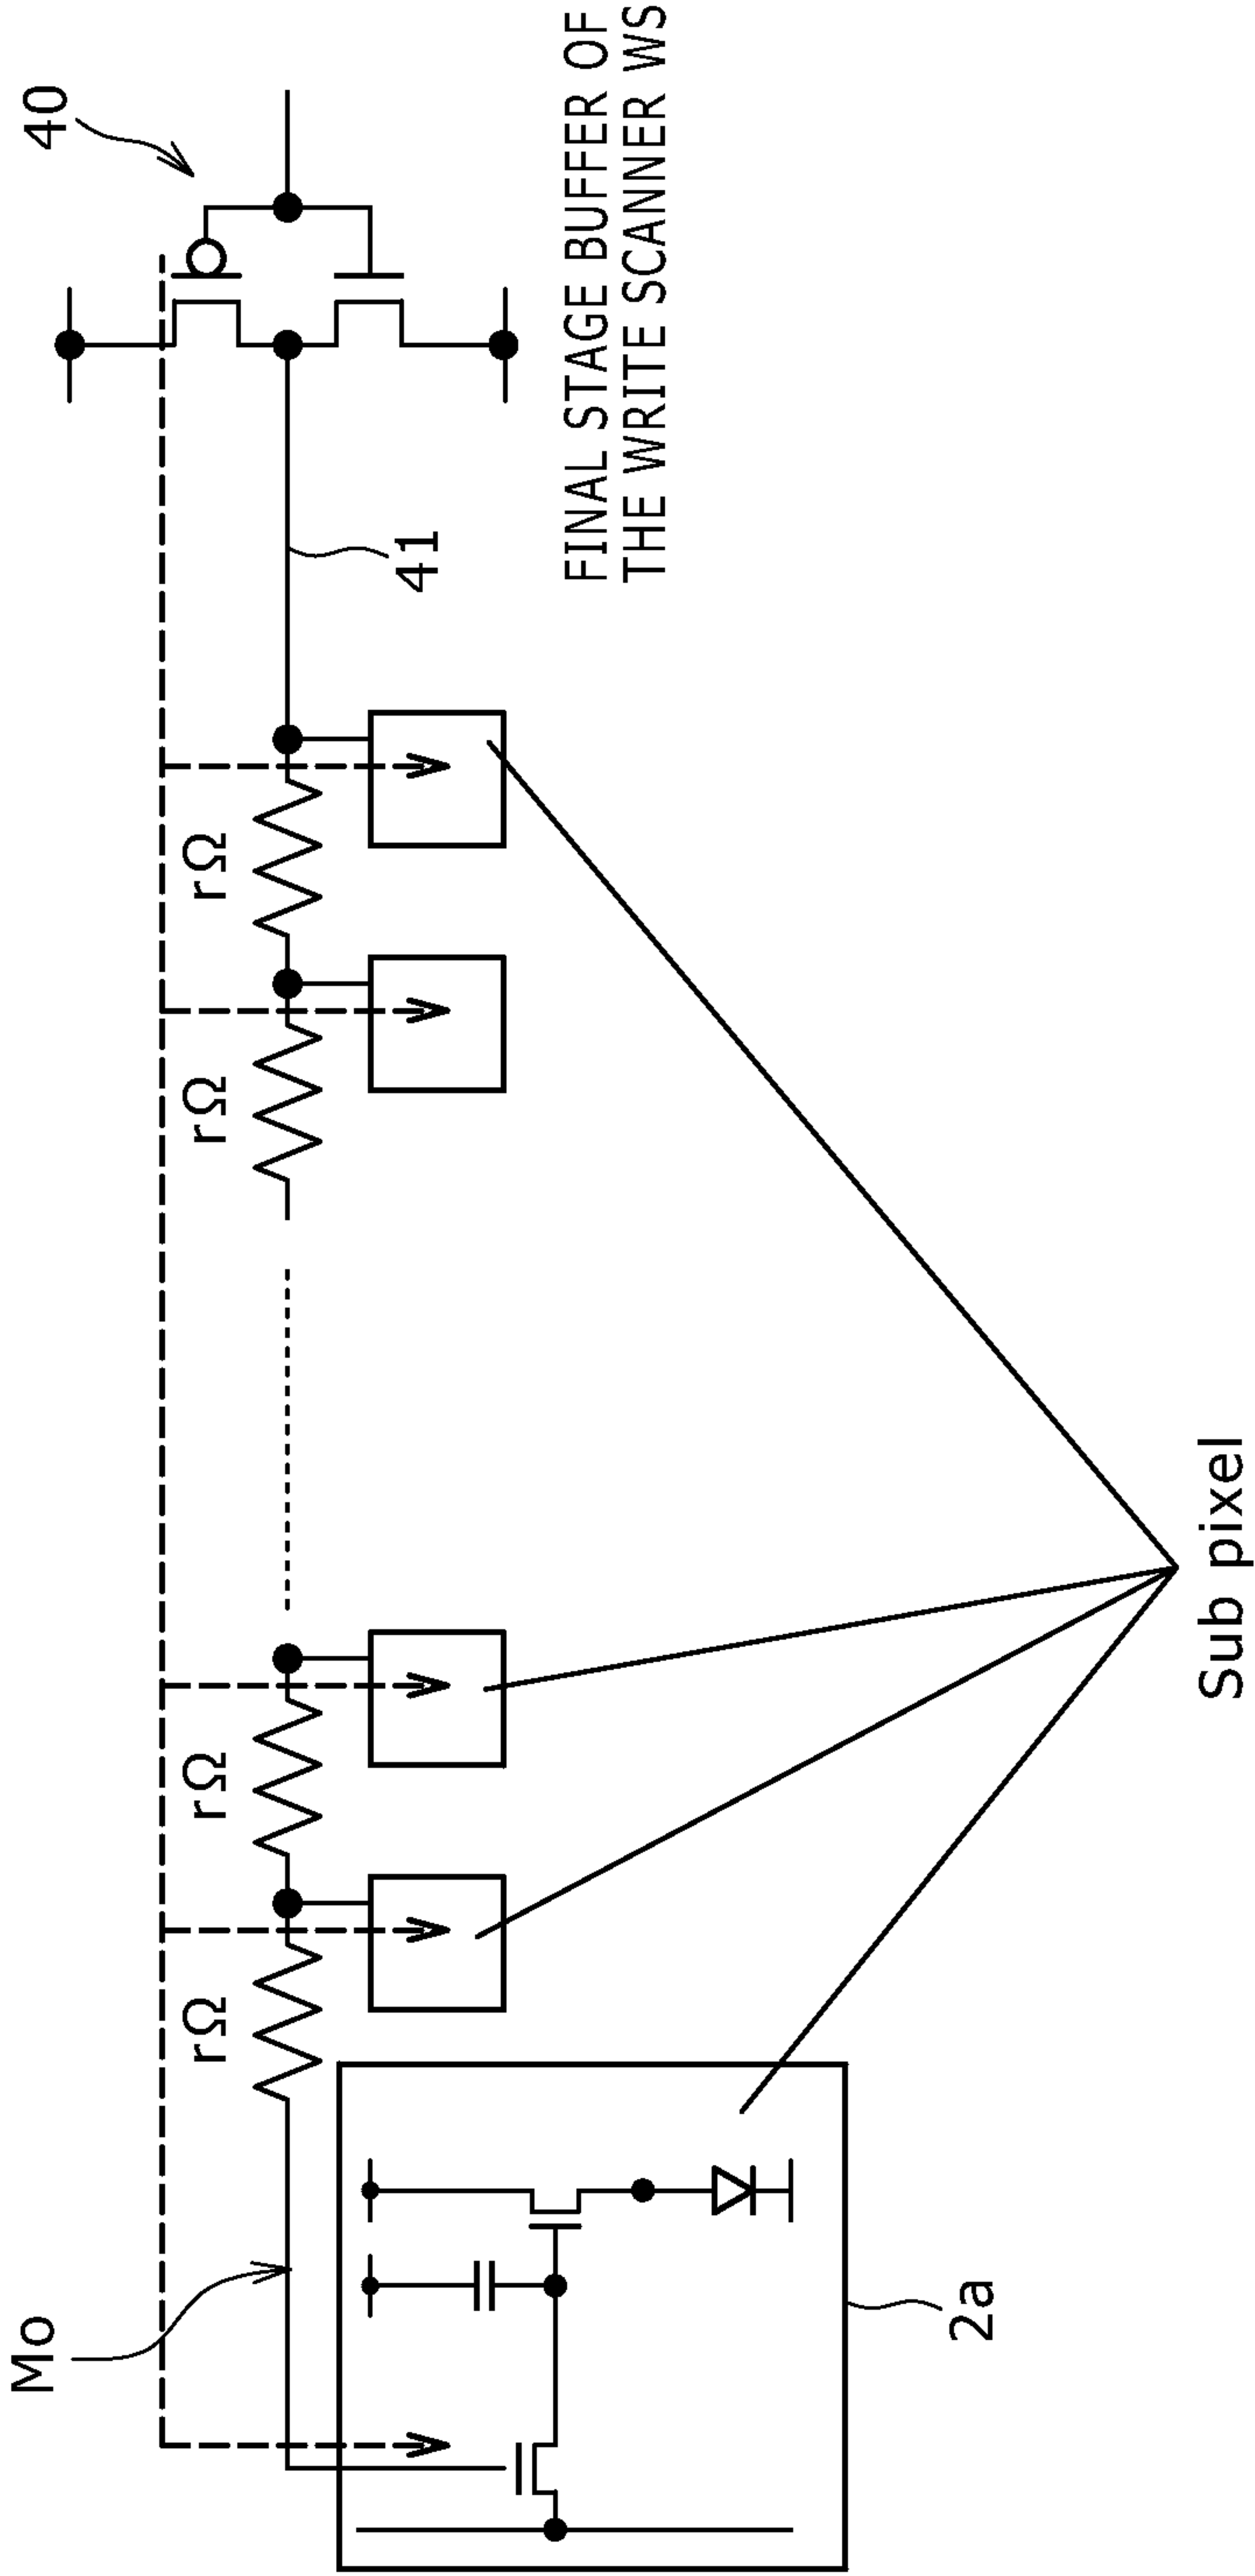 Mo
rΩ
rΩ
rΩ
rΩ
40
41
2a
FINAL STAGE BUFFER OF
THE WRITE SCANNER WS
Sub pixel